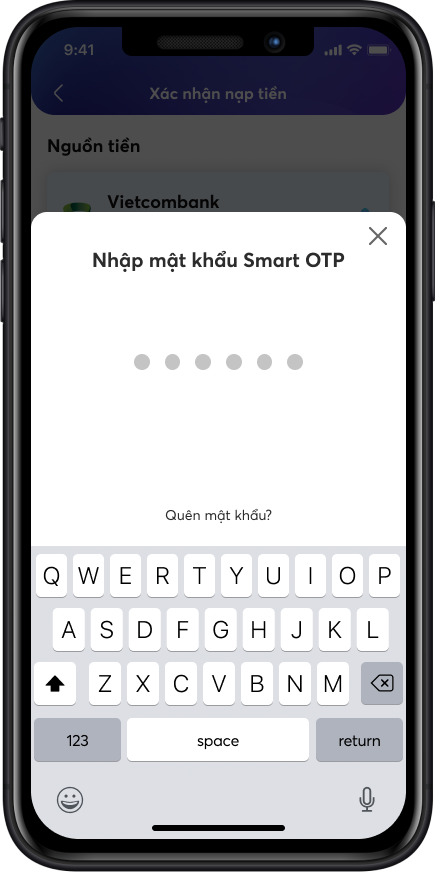 9:41
Xác nhận nạp tiền
Nguồn tiền
Vietcombank
Nhập mật khẩu Smart OTP
Quên mật khẩu?
Q W E R T Y U I O P
A S D F G H J K L
Z X C V B N M
123 space return